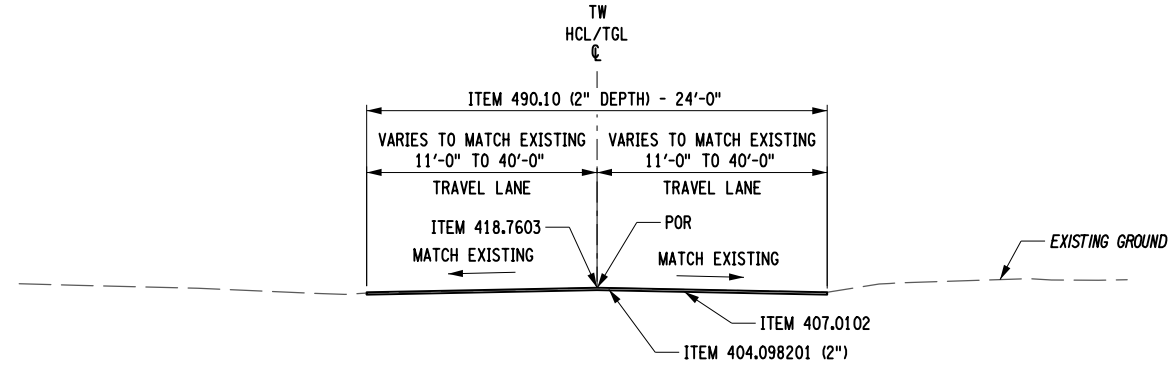 TW
HCL/TGL
℄
ITEM 490.10 (2" DEPTH) - 24'-0"
VARIES TO MATCH EXISTING
11'-0" TO 40'-0"
TRAVEL LANE
VARIES TO MATCH EXISTING
11'-0" TO 40'-0"
TRAVEL LANE
ITEM 418.7603
POR
MATCH EXISTING
MATCH EXISTING
EXISTING GROUND
ITEM 407.0102
ITEM 404.098201 (2")